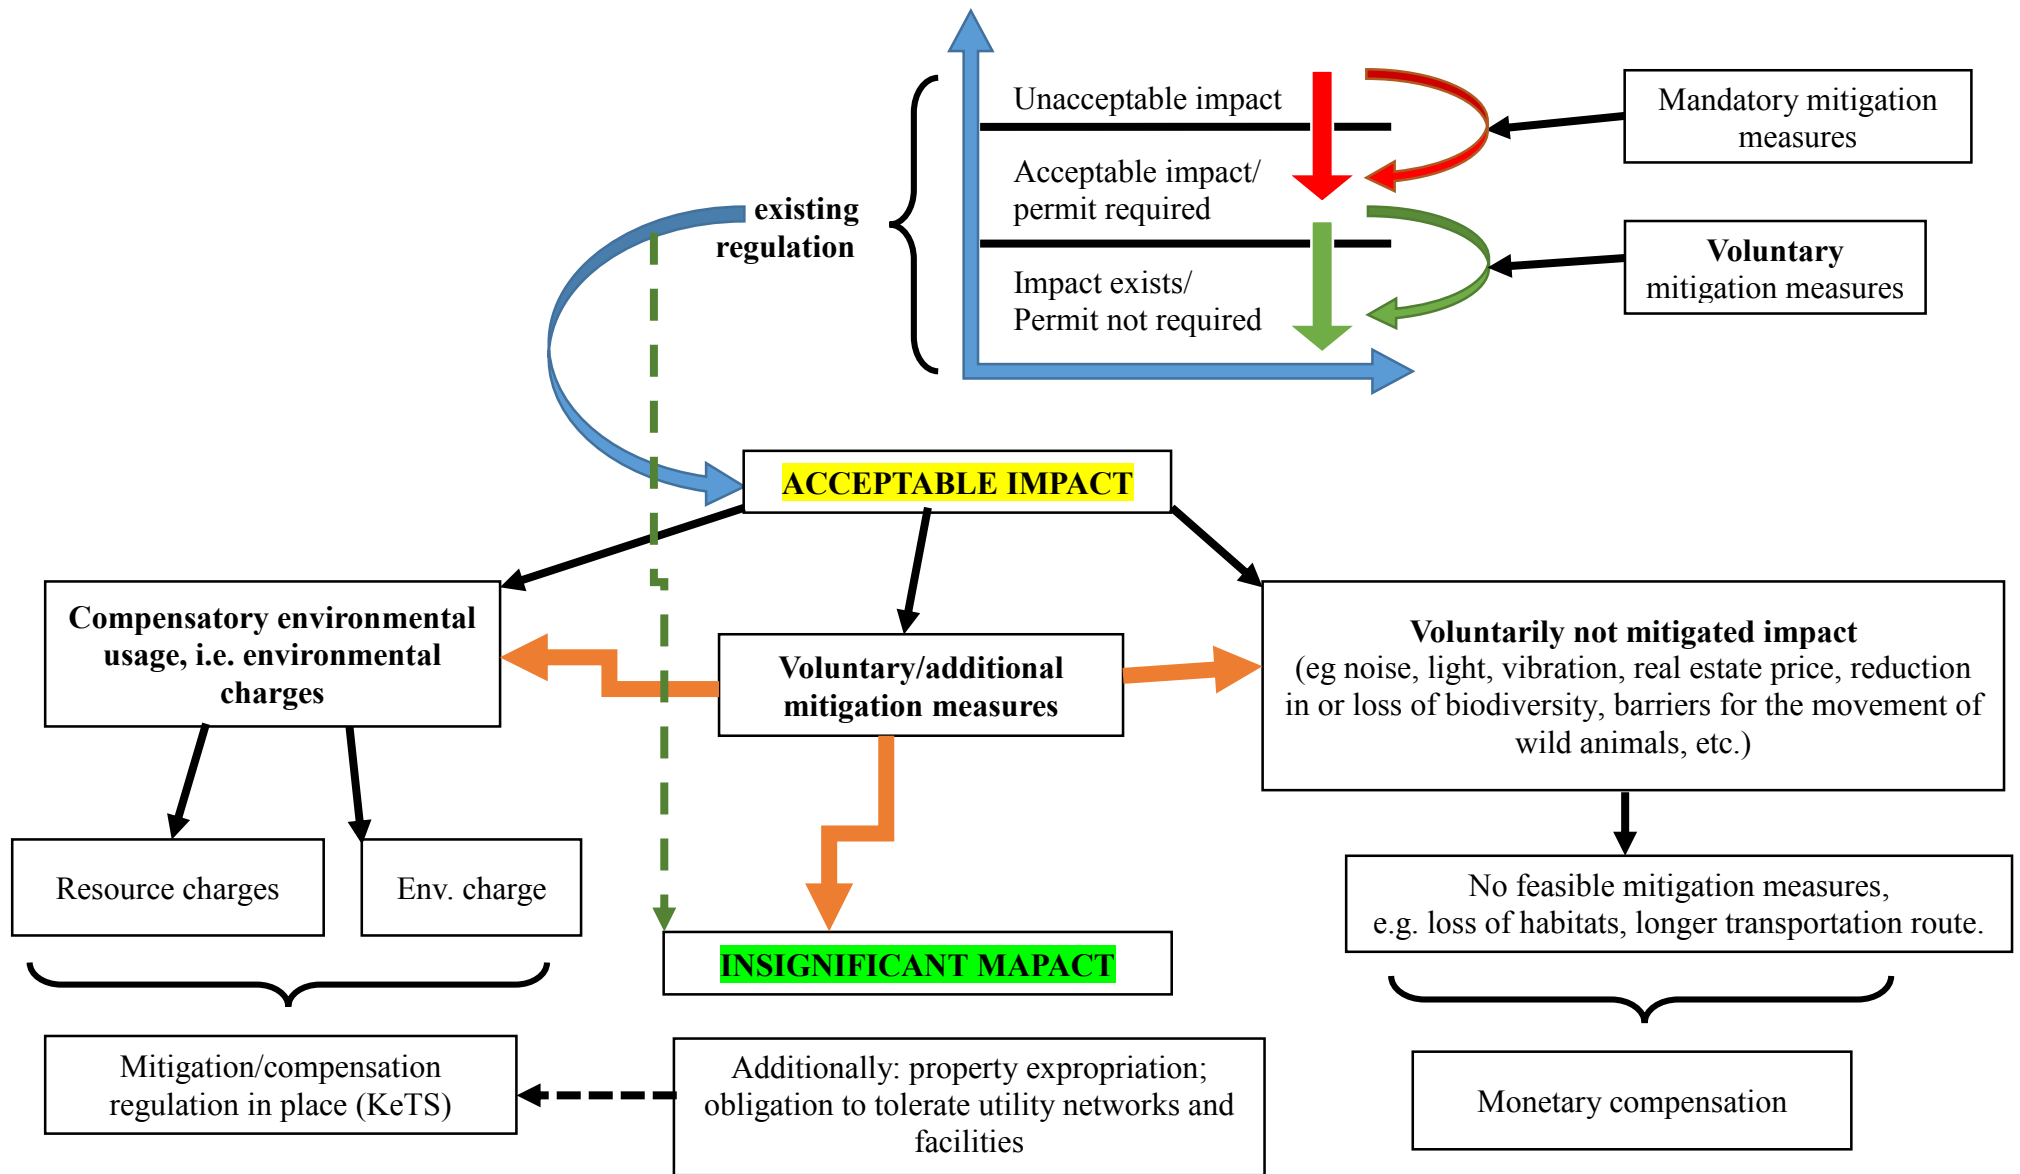 Unacceptable impact
Mandatory mitigation
measures
Acceptable impact/
permit required
existing
regulation
Voluntary
mitigation measures
Impact exists/
Permit not required
ACCEPTABLE IMPACT
Compensatory environmental
usage, i.e. environmental
charges
Voluntary/additional
mitigation measures
Voluntarily not mitigated impact
(eg noise, light, vibration, real estate price, reduction
in or loss of biodiversity, barriers for the movement of
wild animals, etc.)
Resource charges
Env. charge
No feasible mitigation measures,
e.g. loss of habitats, longer transportation route.
INSIGNIFICANT MAPACT
Mitigation/compensation
regulation in place (KeTS)
Additionally: property expropriation;
obligation to tolerate utility networks and
facilities
Monetary compensation